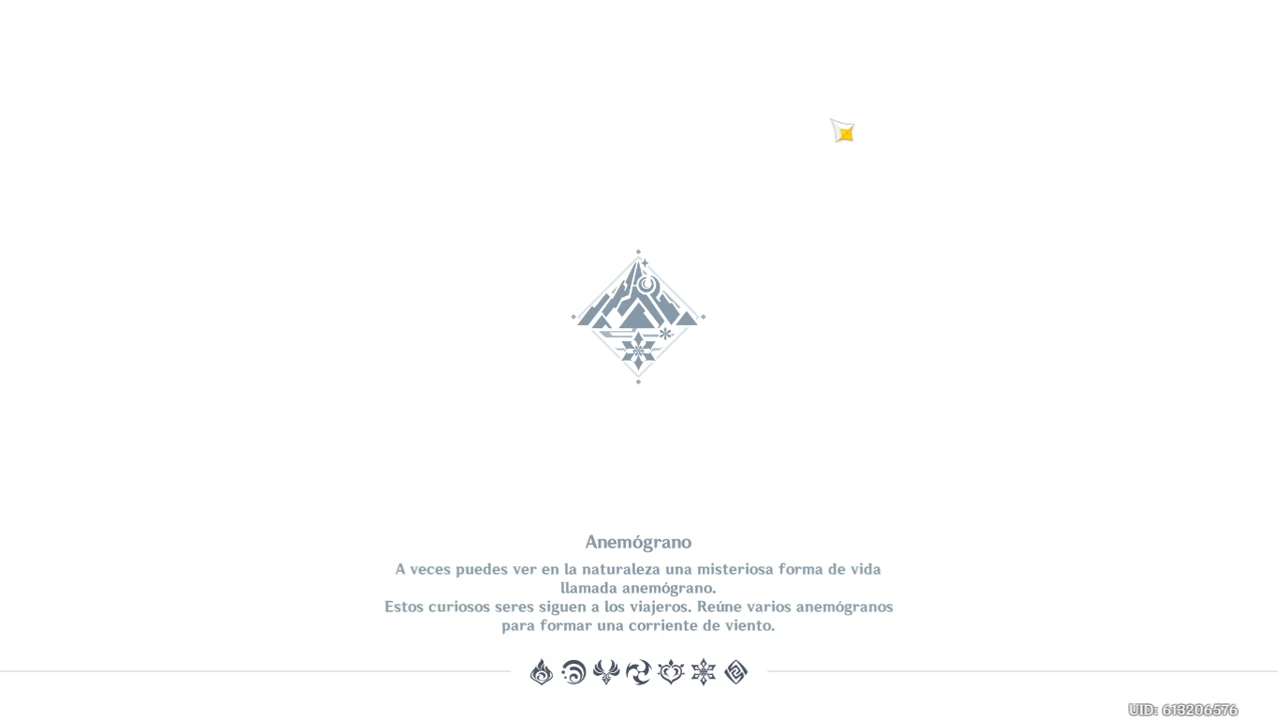 Anemógrano
A veces puedes ver en la naturaleza una misteriosa forma de vida
llamada anemógrano.
Estos curiosos seres siguen a los viajeros. Reúne varios anemógranos
para formar una corriente de viento.
UID: 613206576